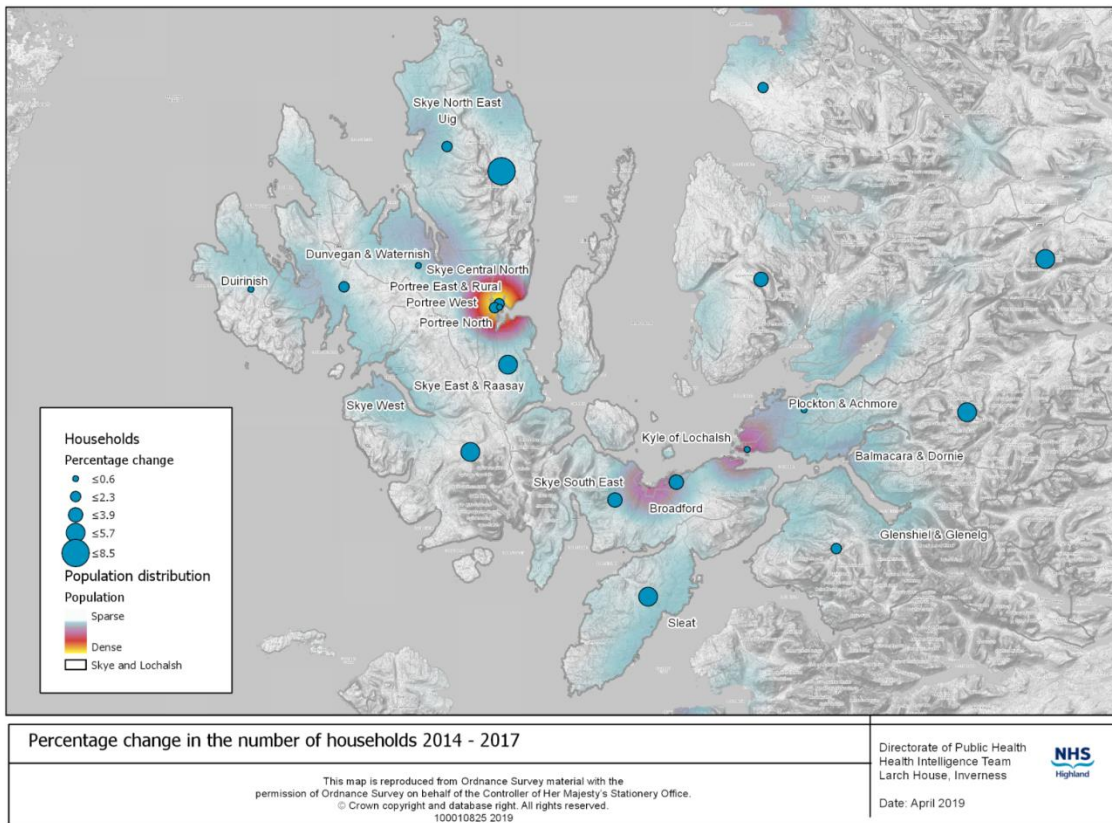 Skye North East
Uig
Dunvegan & Waternish
Duirinish
Skye Central North
Portree East & Rural
Portree West
Portree North
Skye East & Raasay
Skye West
Plockton & Achmore
Kyle of Lochalsh
Balmacara & Dornie
Skye South East
Broadford
Glenshiel & Glenelg
Sleat
Households
Percentage change
≤0.6
≤2.3
≤3.9
≤5.7
≤8.5
Population distribution
Population
Sparse
Dense
Skye and Lochalsh
Percentage change in the number of households 2014 - 2017
This map is reproduced from Ordnance Survey material with the
permission of Ordnance Survey on behalf of the Controller of Her Majesty's Stationery Office.
© Crown copyright and database right. All rights reserved.
100010825 2019
Directorate of Public Health
Health Intelligence Team
Larch House, Inverness
Date: April 2019
NHS
Highland